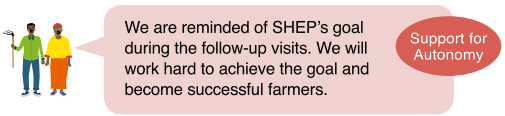 We are reminded of SHEP's goal
during the follow-up visits. We will
work hard to achieve the goal and
become successful farmers.
Support for
Autonomy